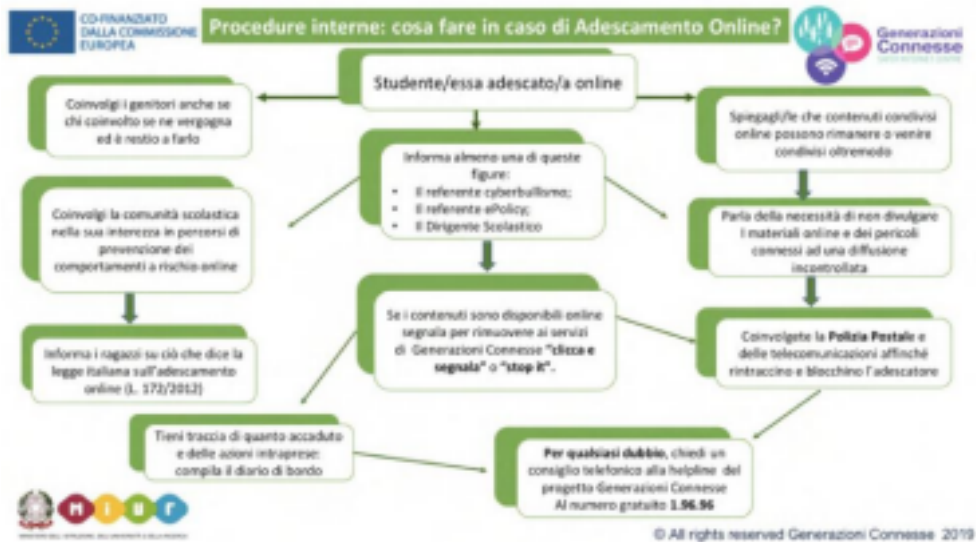 CO-FINANZIATO
DALLA COMMISSIONE
EUROPEA
Procedure interne: cosa fare in caso di Adescamento Online?
Generazioni
Connesse
Studente/essa adescato/a online
Coinvolgi i genitori anche se
chi coinvolto se ne vergogna
ed è restio a farlo
Spiegagli/le che contenuti condivisi
online possono rimanere o venire
condivisi oltremodo
Informa almeno una di queste
figure:
• Il referente cyberbullismo;
• Il referente ePolicy;
• Il Dirigente Scolastico
Coinvolgi la comunità scolastica
nella sua interezza in percorsi di
prevenzione dei
comportamenti a rischio online
Parla della necessità di non divulgare
I materiali online e dei pericoli
connessi ad una diffusione
incontrollata
Se i contenuti sono disponibili online
segnala per rimuovere ai servizi
di Generazioni Connesse "clicca e
segnala" o "stop it".
Informa i ragazzi su ciò che dice la
legge italiana sull'adescamento
online (L. 172/2012)
Coinvolgete la Polizia Postale e
delle telecomunicazioni affinché
rintraccino e blocchino l'adescatore
Tieni traccia di quanto accaduto
e delle azioni intraprese:
compila il diario di bordo
Per qualsiasi dubbio, chiedi un
consiglio telefonico alla helpline del
progetto Generazioni Connesse
Al numero gratuito 1.96.96
miur
© All rights reserved Generazioni Connesse 2019